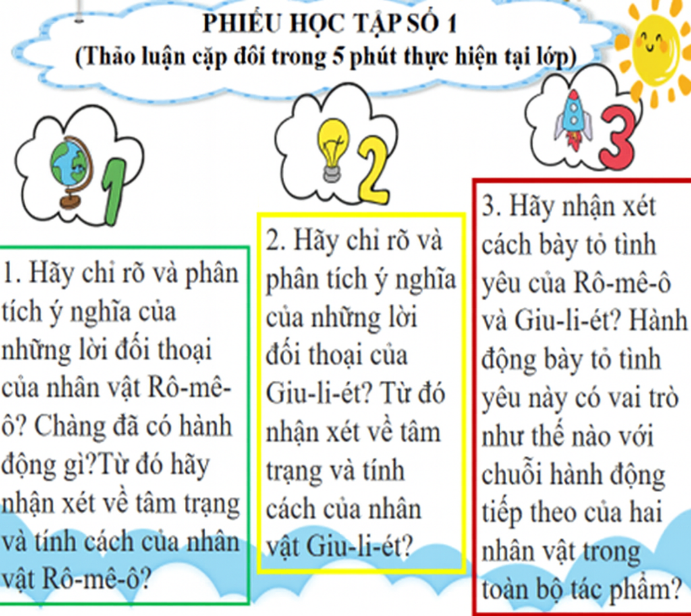 PHIẾU HỌC TẬP SỐ 1
(Thảo luận cặp đôi trong 5 phút thực hiện tại lớp)
1
1. Hãy chỉ rõ và phân
tích ý nghĩa của
những lời đối thoại
của nhân vật Rô-mê-
ô? Chàng đã có hành
động gì?Từ đó hãy
nhận xét về tâm trạng
và tính cách của nhân
vật Rô-mê-ô?
2
2. Hãy chỉ rõ và
phân tích ý nghĩa
của những lời
đối thoại của
Giu-li-ét? Từ đó
nhận xét về tâm
trạng và tính
cách của nhân
vật Giu-li-ét?
3
3. Hãy nhận xét
cách bày tỏ tình
yêu của Rô-mê-ô
và Giu-li-ét? Hành
động bày tỏ tình
yêu này có vai trò
như thế nào với
chuỗi hành động
tiếp theo của hai
nhân vật trong
toàn bộ tác phẩm?